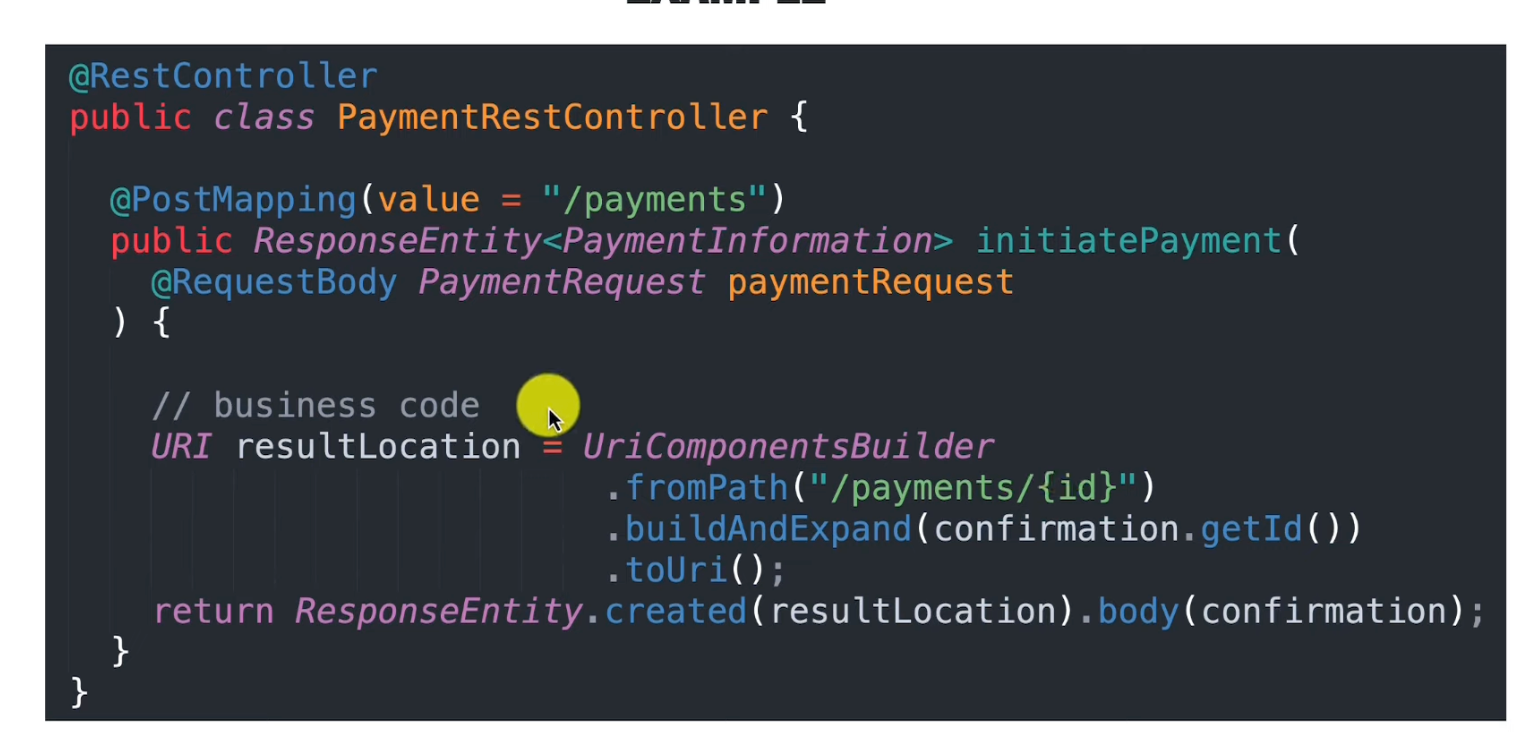 @RestController
public class PaymentRestController {
@PostMapping(value = "/payments")
public ResponseEntity<PaymentInformation> initiatePayment(
@RequestBody PaymentRequest paymentRequest
) {
// business code
URI resultLocation = UriComponentsBuilder
.fromPath("/payments/{id}")
.buildAndExpand(confirmation.getId())
.toUri();
return ResponseEntity.created(resultLocation).body(confirmation);
}
}